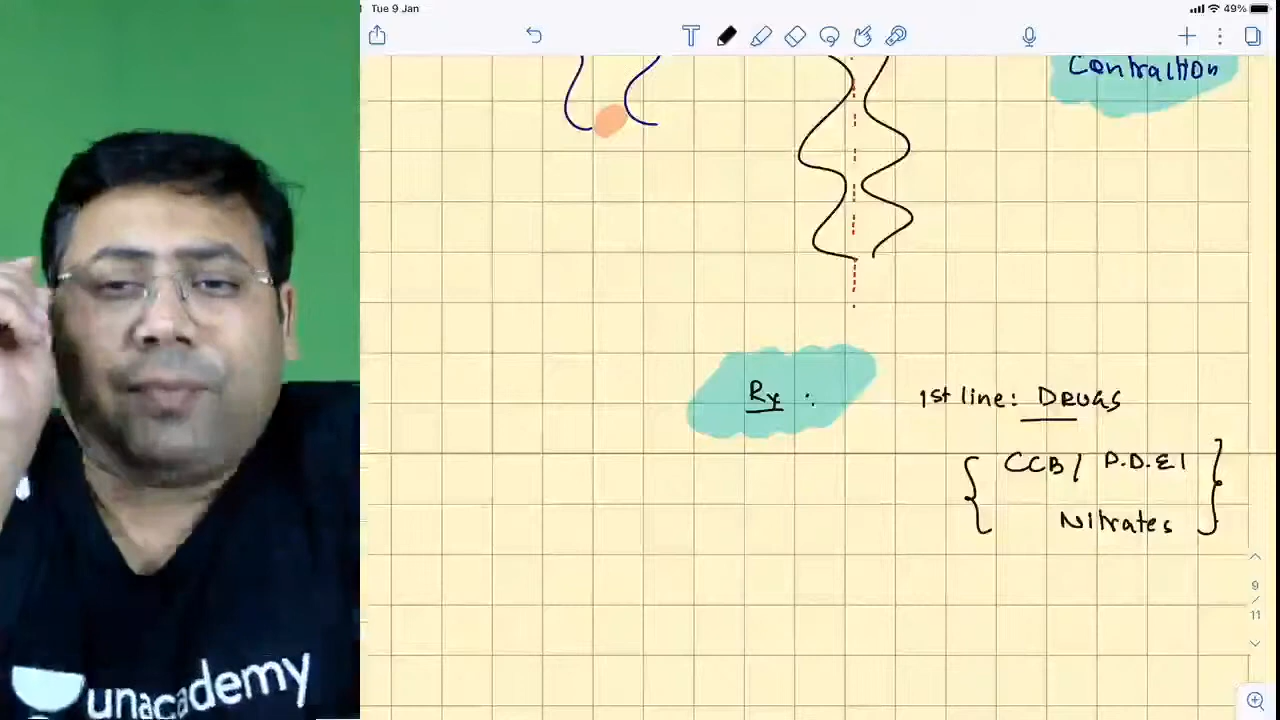 Tue 9 Jan
49%
T
Contraction
Rx :
1st line: DRUGS
CCB / P.D.E I
Nitrates
9
/
11
unacademy